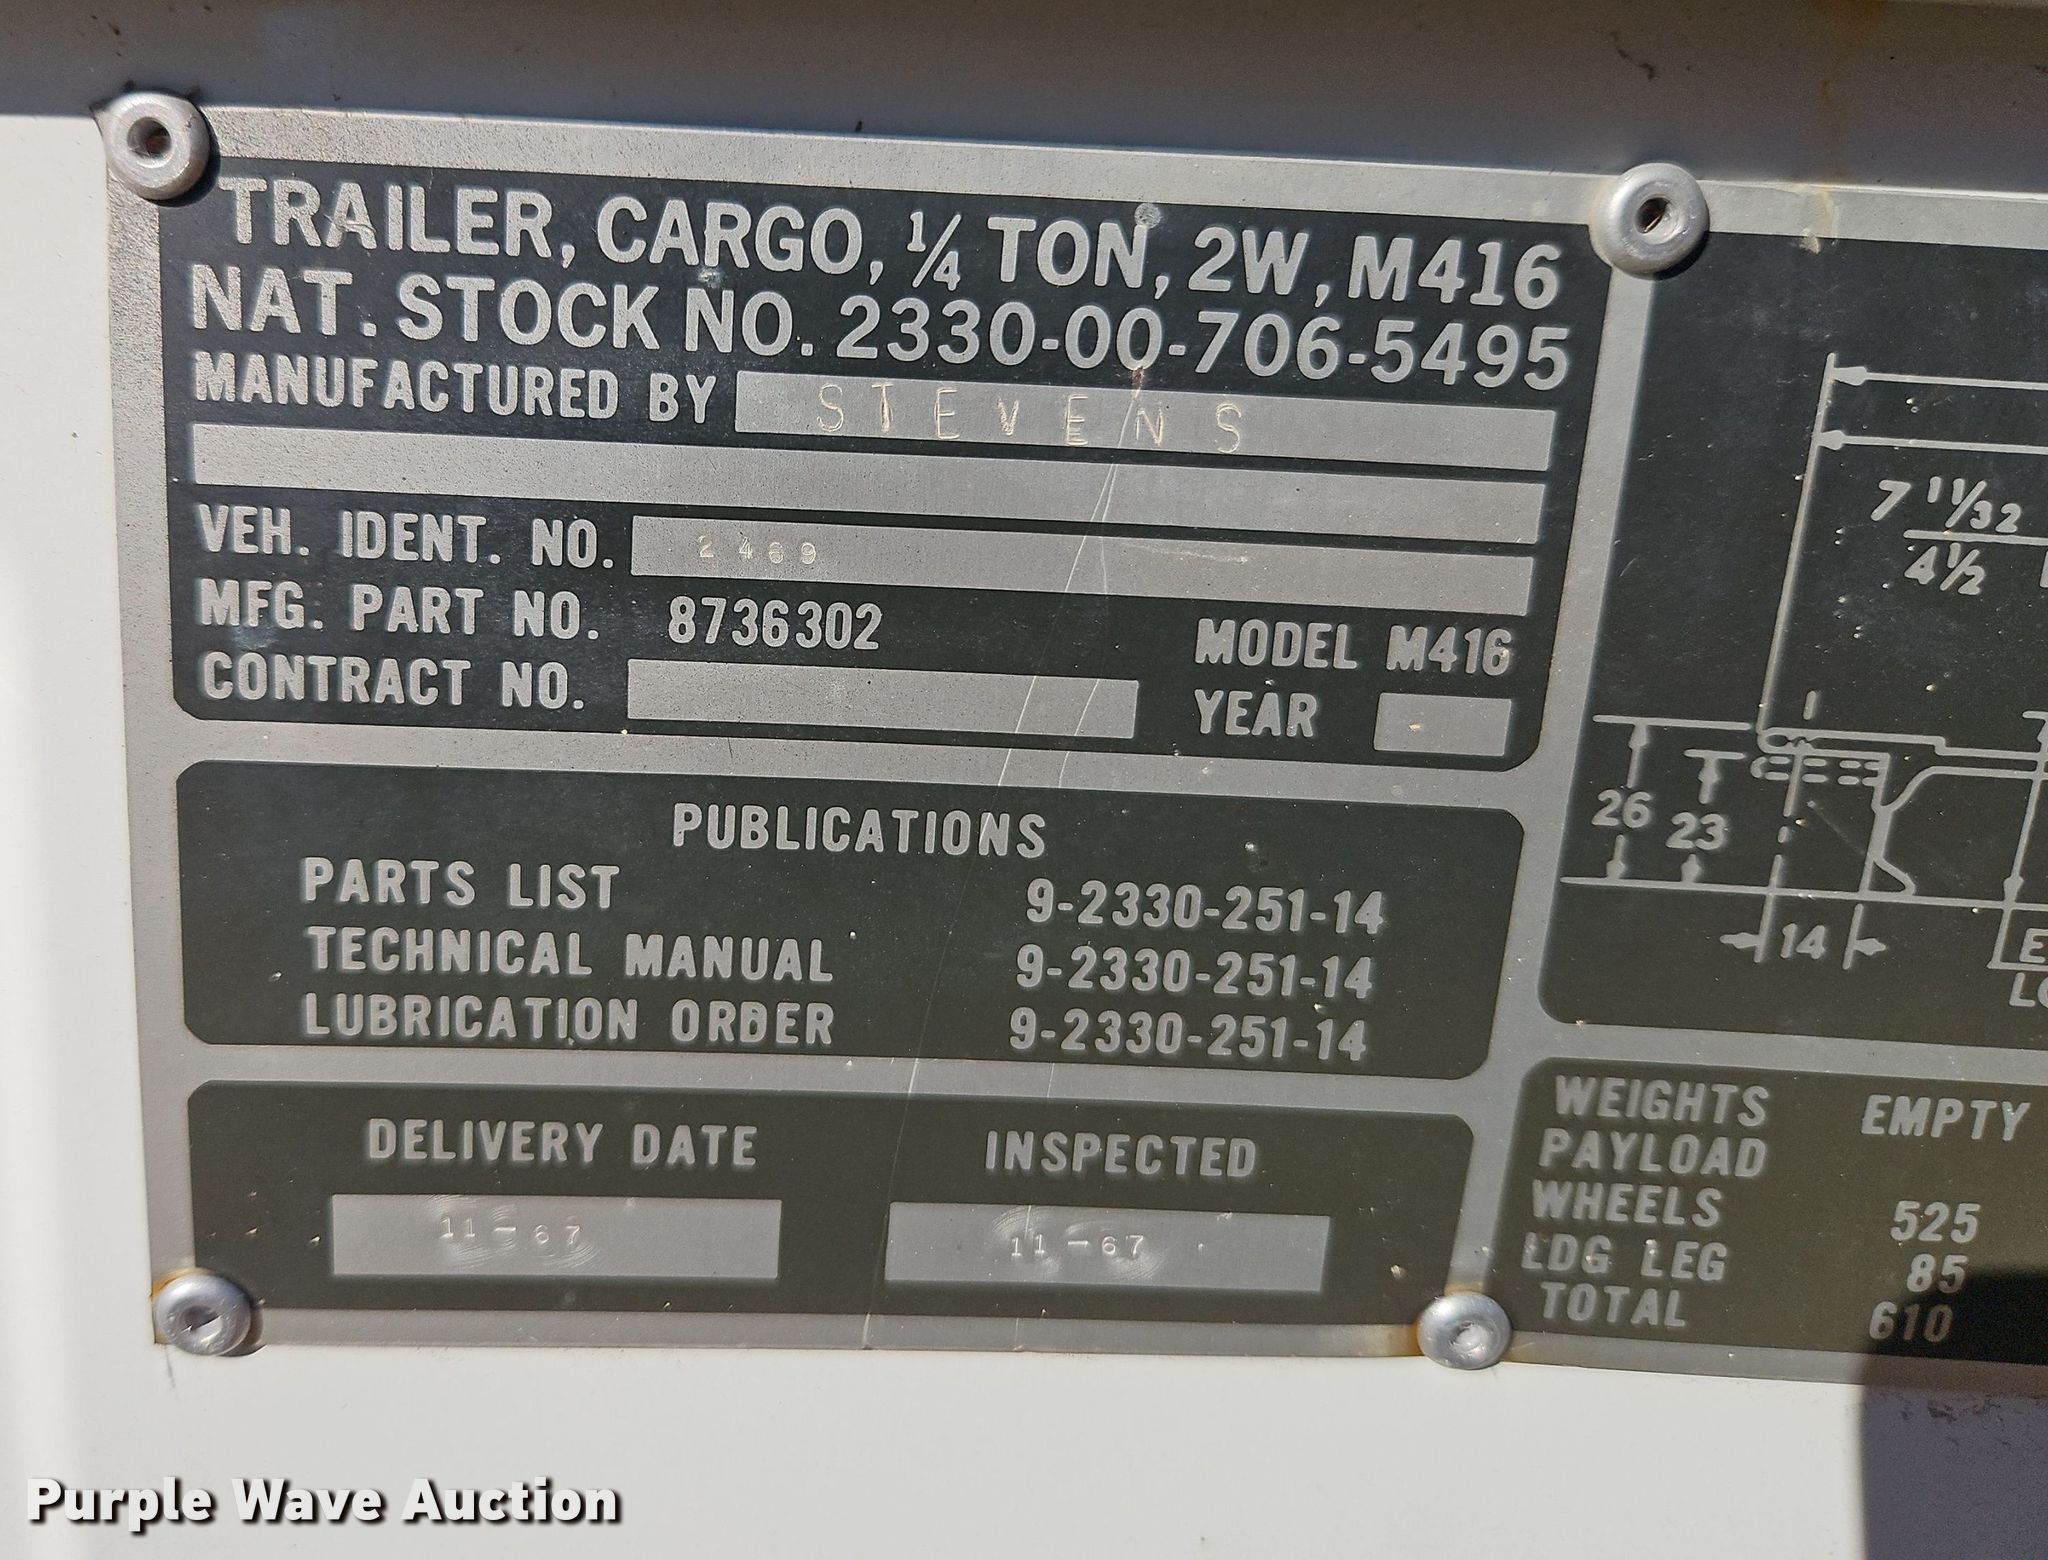 TRAILER, CARGO, ¼ TON, 2W, M416
NAT. STOCK NO. 2330-00-706-5495
MANUFACTURED BY STEVENS
VEH. IDENT. NO. 2469
MFG. PART NO. 8736302 MODEL M416
CONTRACT NO. YEAR
PUBLICATIONS
PARTS LIST 9-2330-251-14
TECHNICAL MANUAL 9-2330-251-14
LUBRICATION ORDER 9-2330-251-14
DELIVERY DATE INSPECTED
11-67 11-67
7 11/32
4½
26 23
14
WEIGHTS EMPTY
PAYLOAD
WHEELS 525
LDG LEG 85
TOTAL 610
Purple Wave Auction